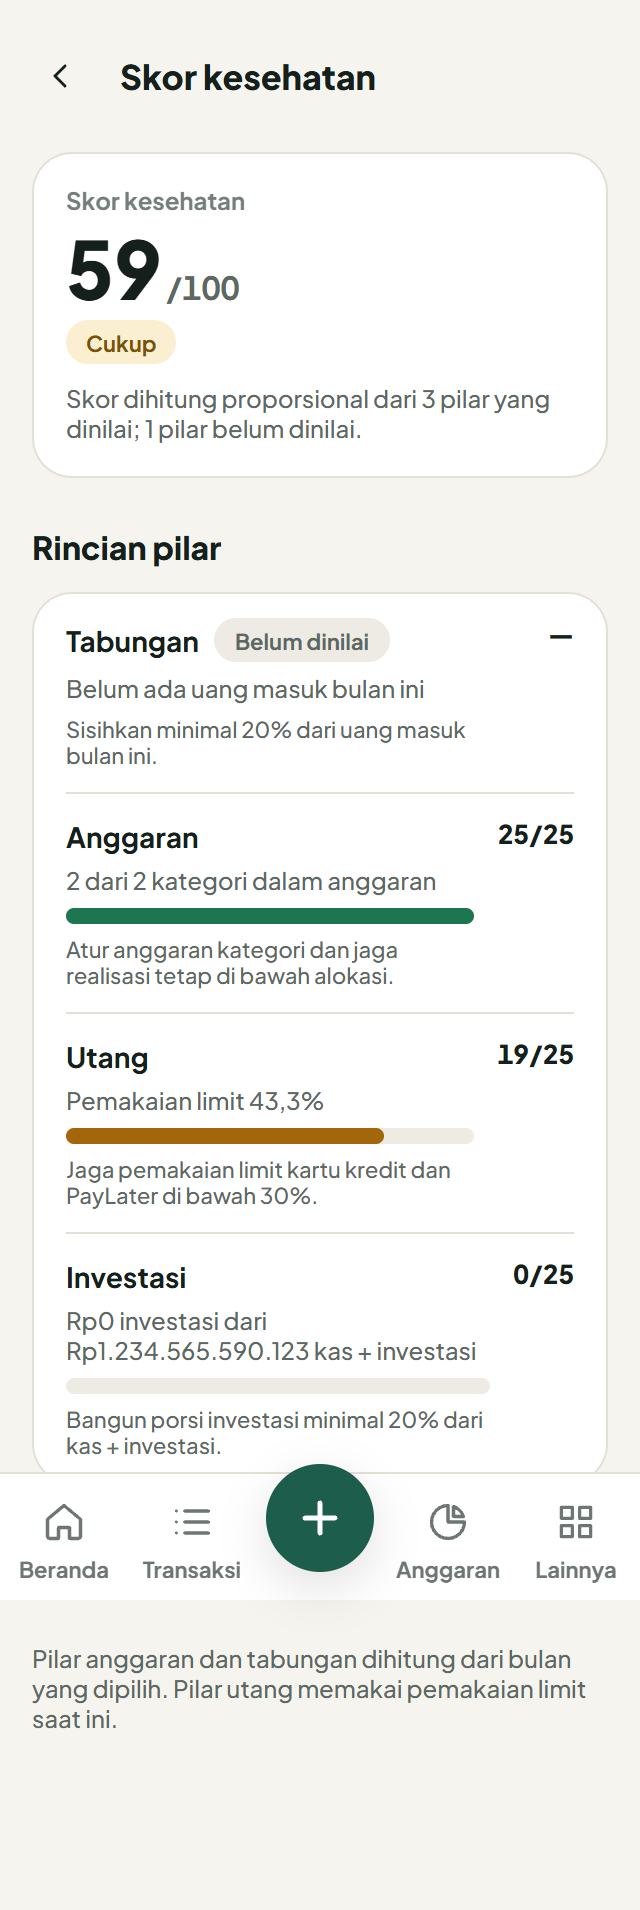 Skor kesehatan
Skor kesehatan
59/100
Cukup
Skor dihitung proporsional dari 3 pilar yang
dinilai; 1 pilar belum dinilai.
Rincian pilar
Tabungan Belum dinilai –
Belum ada uang masuk bulan ini
Sisihkan minimal 20% dari uang masuk
bulan ini.
Anggaran 25/25
2 dari 2 kategori dalam anggaran
Atur anggaran kategori dan jaga
realisasi tetap di bawah alokasi.
Utang 19/25
Pemakaian limit 43,3%
Jaga pemakaian limit kartu kredit dan
PayLater di bawah 30%.
Investasi 0/25
Rp0 investasi dari
Rp1.234.565.590.123 kas + investasi
Bangun porsi investasi minimal 20% dari
kas + investasi.
Beranda Transaksi Anggaran Lainnya
Pilar anggaran dan tabungan dihitung dari bulan
yang dipilih. Pilar utang memakai pemakaian limit
saat ini.